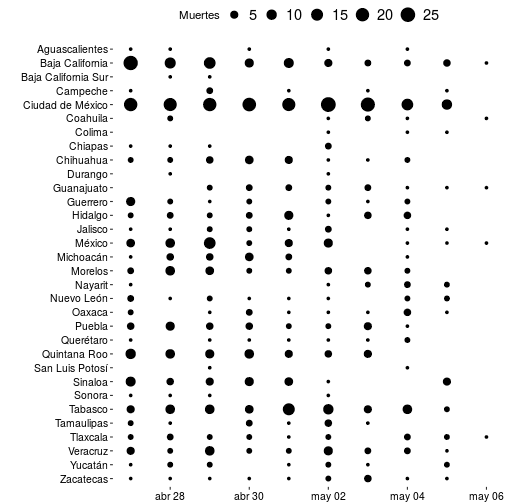 Muertes 5 10 15 20 25
Aguascalientes
Baja California
Baja California Sur
Campeche
Ciudad de México
Coahuila
Colima
Chiapas
Chihuahua
Durango
Guanajuato
Guerrero
Hidalgo
Jalisco
México
Michoacán
Morelos
Nayarit
Nuevo León
Oaxaca
Puebla
Querétaro
Quintana Roo
San Luis Potosí
Sinaloa
Sonora
Tabasco
Tamaulipas
Tlaxcala
Veracruz
Yucatán
Zacatecas
abr 28 abr 30 may 02 may 04 may 06